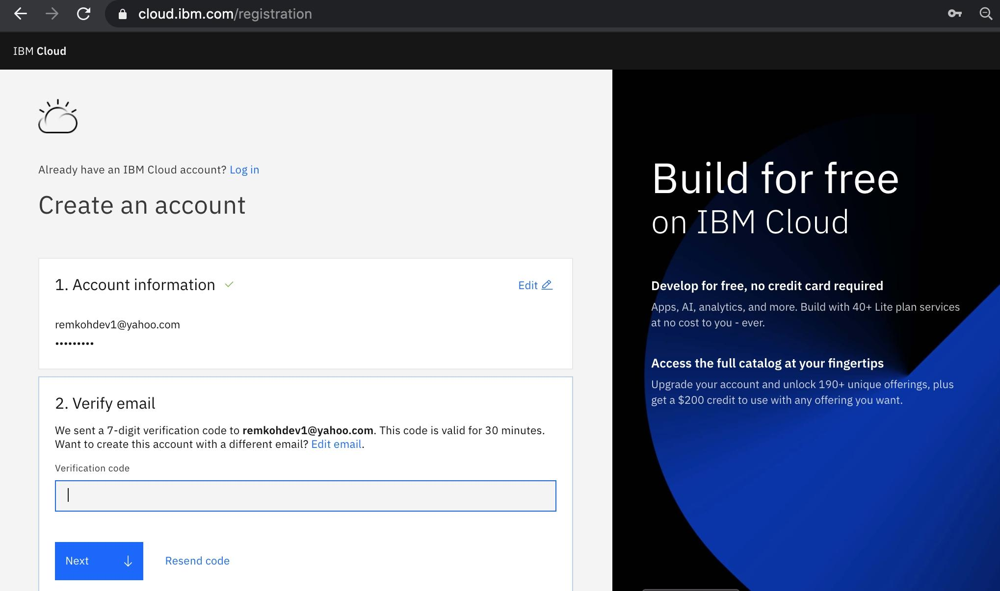 cloud.ibm.com/registration
IBM Cloud
Already have an IBM Cloud account? Log in
Create an account
1. Account information
Edit
remkohdev1@yahoo.com
•••••••••
2. Verify email
We sent a 7-digit verification code to remkohdev1@yahoo.com. This code is valid for 30 minutes.
Want to create this account with a different email? Edit email.
Verification code
Next
Resend code
Build for free
on IBM Cloud
Develop for free, no credit card required
Apps, AI, analytics, and more. Build with 40+ Lite plan services
at no cost to you - ever.
Access the full catalog at your fingertips
Upgrade your account and unlock 190+ unique offerings, plus
get a $200 credit to use with any offering you want.